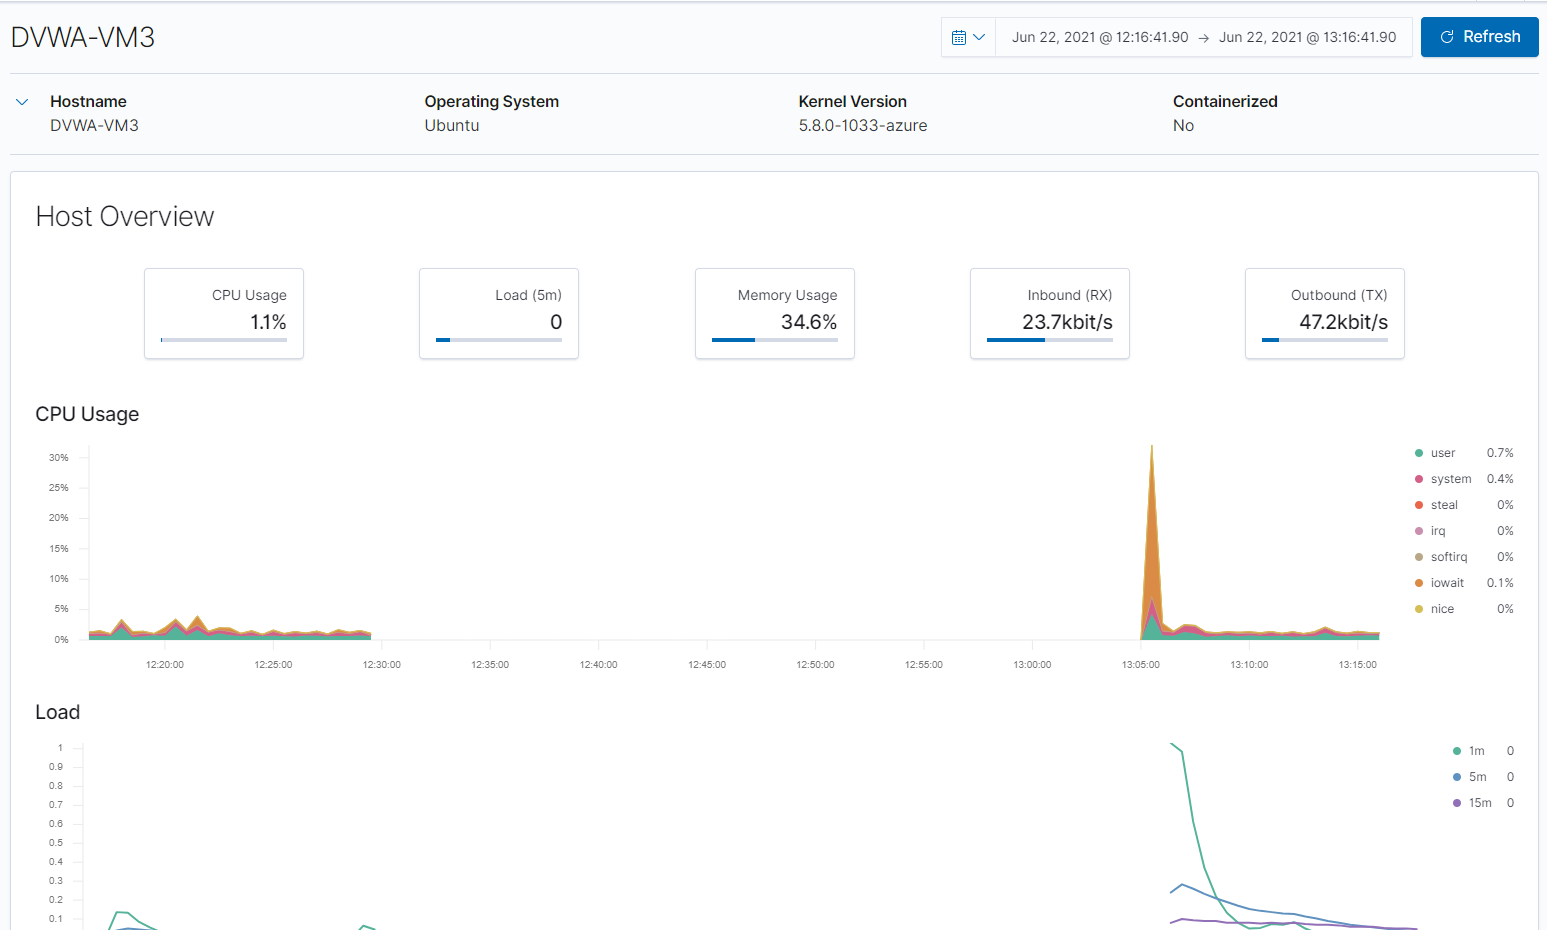 DVWA-VM3
Jun 22, 2021 @ 12:16:41.90 → Jun 22, 2021 @ 13:16:41.90
Refresh
Hostname Operating System Kernel Version Containerized
DVWA-VM3 Ubuntu 5.8.0-1033-azure No
Host Overview
CPU Usage
1.1%
Load (5m)
0
Memory Usage
34.6%
Inbound (RX)
23.7kbit/s
Outbound (TX)
47.2kbit/s
CPU Usage
30%
25%
20%
15%
10%
5%
0%
12:20:00 12:25:00 12:30:00 12:35:00 12:40:00 12:45:00 12:50:00 12:55:00 13:00:00 13:05:00 13:10:00 13:15:00
user 0.7%
system 0.4%
steal 0%
irq 0%
softirq 0%
iowait 0.1%
nice 0%
Load
1
0.9
0.8
0.7
0.6
0.5
0.4
0.3
0.2
0.1
1m 0
5m 0
15m 0